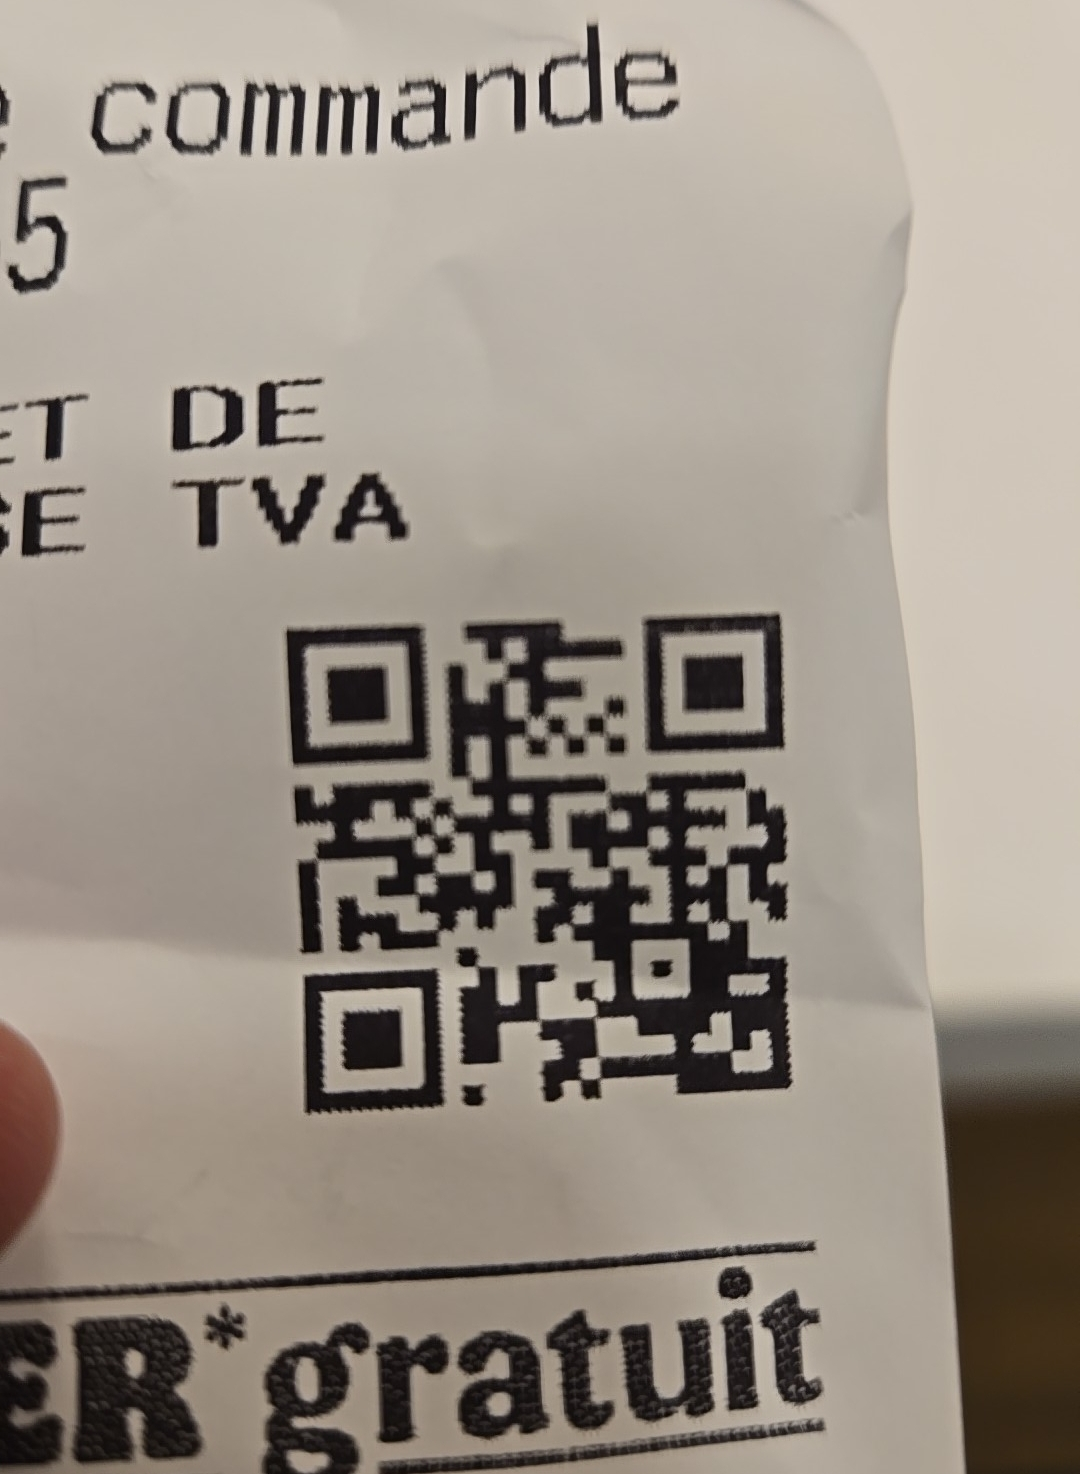 commande
5
ET DE
SE TVA
ER* gratuit